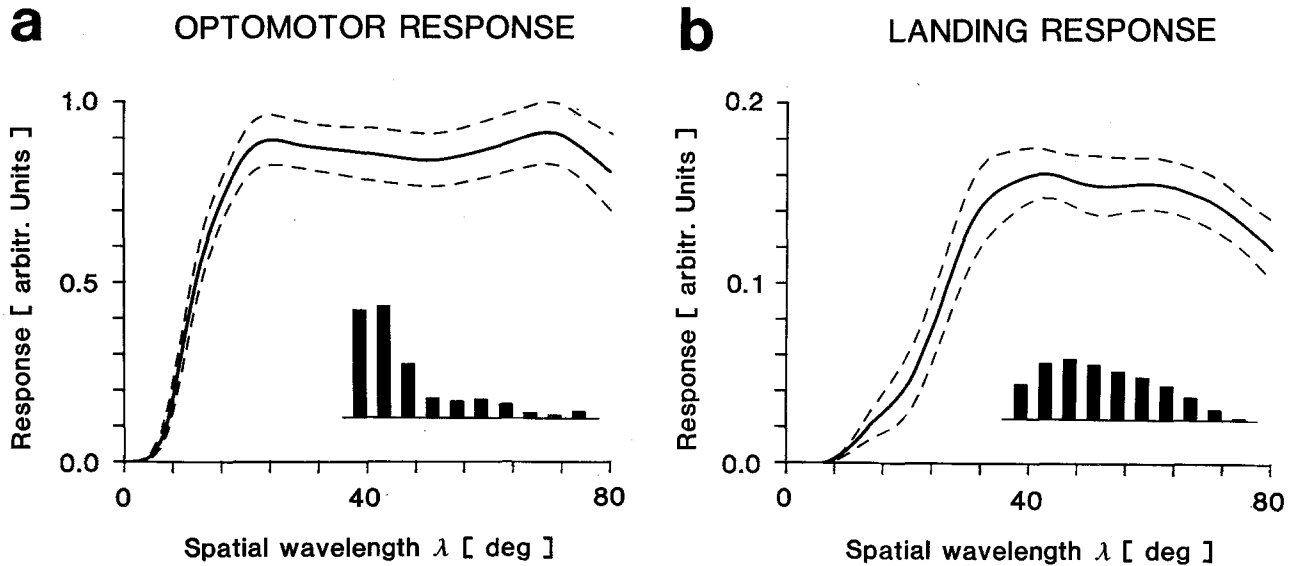 a OPTOMOTOR RESPONSE
Response [ arbitr. Units ]
1.0
0.5
0.0
0 40 80
Spatial wavelength λ [ deg ]
b LANDING RESPONSE
Response [ arbitr. Units ]
0.2
0.1
0.0
0 40 80
Spatial wavelength λ [ deg ]